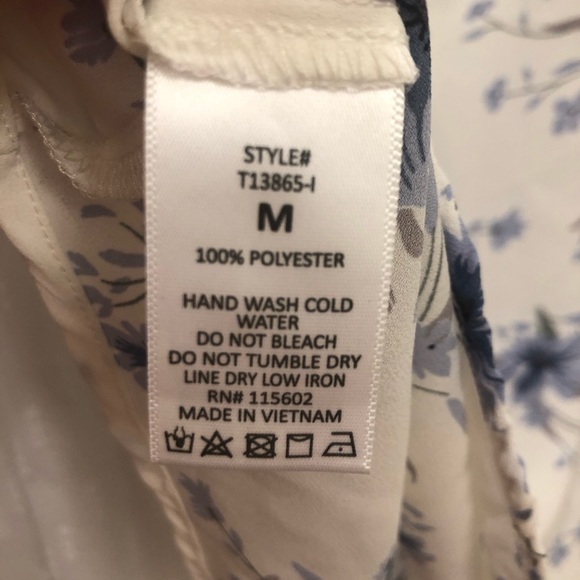 STYLE#
T13865-I
M
100% POLYESTER
HAND WASH COLD
WATER
DO NOT BLEACH
DO NOT TUMBLE DRY
LINE DRY LOW IRON
RN# 115602
MADE IN VIETNAM